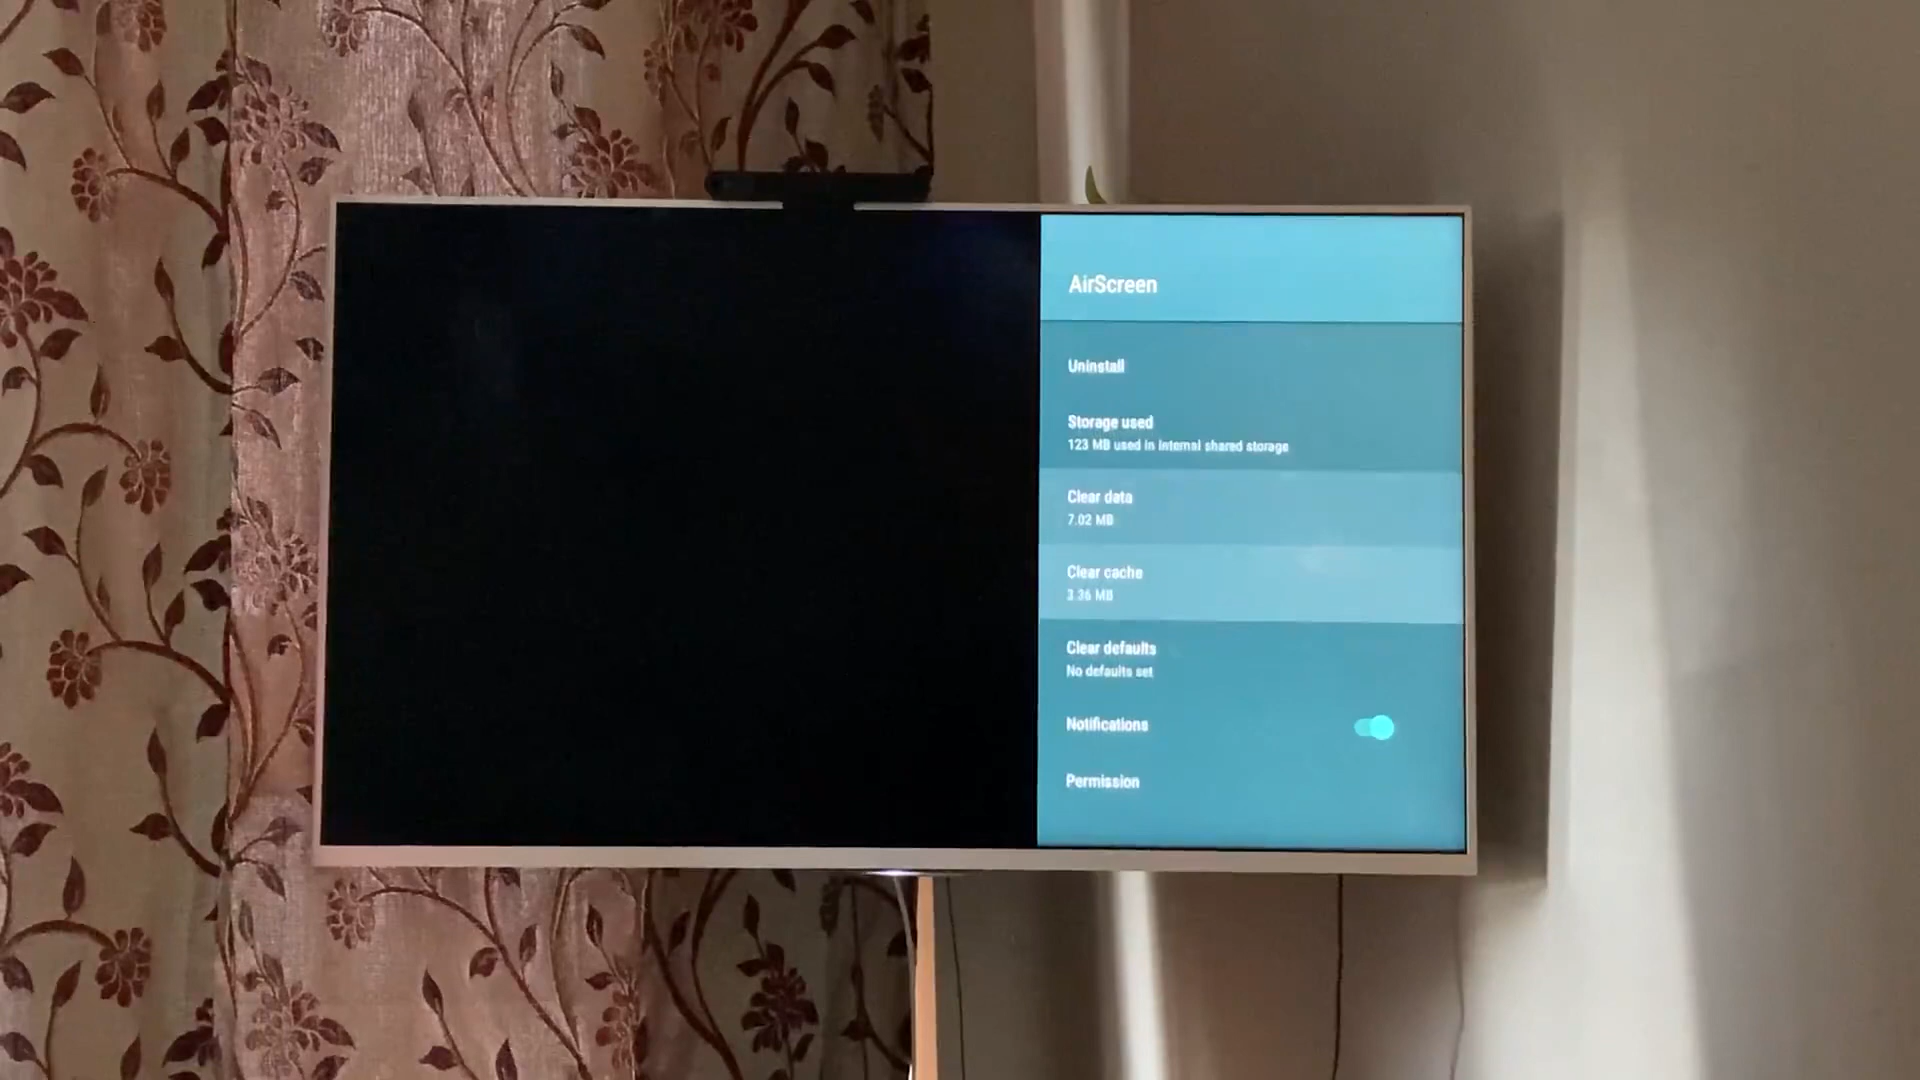 AirScreen
Uninstall
Storage used
123 MB used in internal shared storage
Clear data
7.02 MB
Clear cache
3.36 MB
Clear defaults
No defaults set
Notifications
Permission